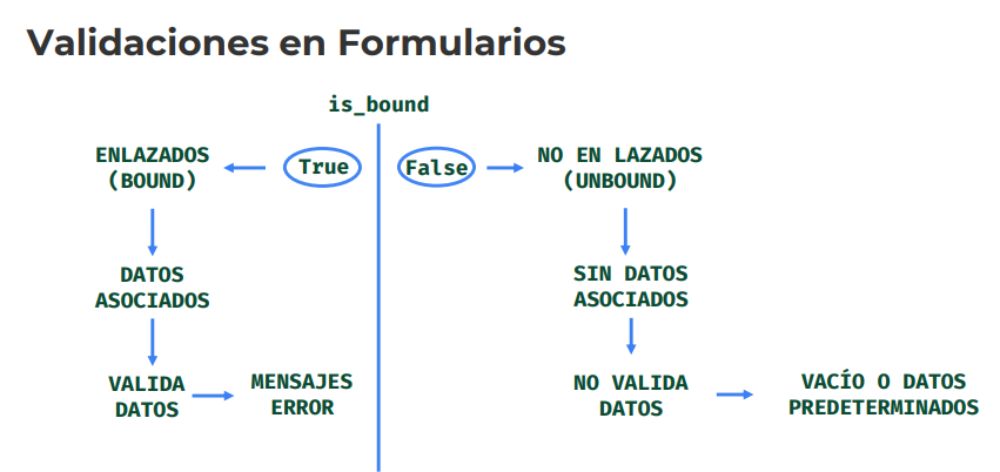 Validaciones en Formularios
is_bound
ENLAZADOS
(BOUND)
True
False
NO EN LAZADOS
(UNBOUND)
DATOS
ASOCIADOS
SIN DATOS
ASOCIADOS
VALIDA
DATOS
MENSAJES
ERROR
NO VALIDA
DATOS
VACÍO O DATOS
PREDETERMINADOS